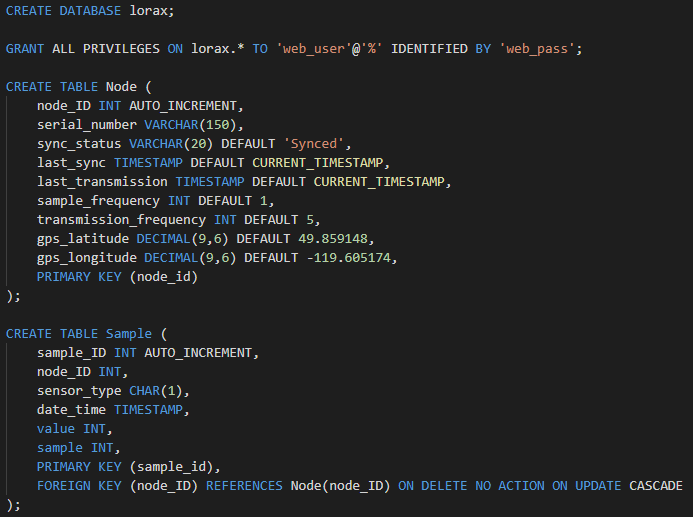 CREATE DATABASE lorax;
GRANT ALL PRIVILEGES ON lorax.* TO 'web_user'@'%' IDENTIFIED BY 'web_pass';
CREATE TABLE Node (
node_ID INT AUTO_INCREMENT,
serial_number VARCHAR(150),
sync_status VARCHAR(20) DEFAULT 'Synced',
last_sync TIMESTAMP DEFAULT CURRENT_TIMESTAMP,
last_transmission TIMESTAMP DEFAULT CURRENT_TIMESTAMP,
sample_frequency INT DEFAULT 1,
transmission_frequency INT DEFAULT 5,
gps_latitude DECIMAL(9,6) DEFAULT 49.859148,
gps_longitude DECIMAL(9,6) DEFAULT -119.605174,
PRIMARY KEY (node_id)
);
CREATE TABLE Sample (
sample_ID INT AUTO_INCREMENT,
node_ID INT,
sensor_type CHAR(1),
date_time TIMESTAMP,
value INT,
sample INT,
PRIMARY KEY (sample_id),
FOREIGN KEY (node_ID) REFERENCES Node(node_ID) ON DELETE NO ACTION ON UPDATE CASCADE
);